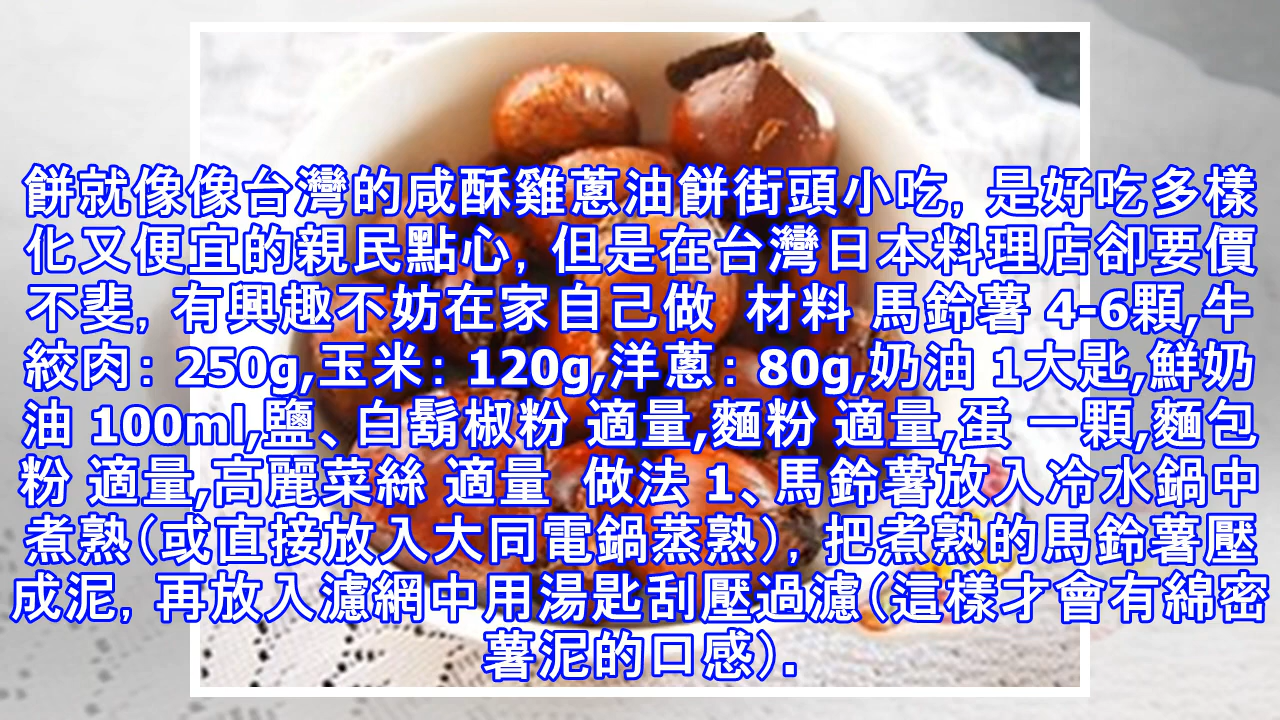 餅就像像台灣的咸酥雞蔥油餅街頭小吃, 是好吃多樣
化又便宜的親民點心, 但是在台灣日本料理店卻要價
不斐, 有興趣不妨在家自己做 材料 馬鈴薯 4-6顆,牛
絞肉: 250g,玉米: 120g,洋蔥: 80g,奶油 1大匙,鮮奶
油 100ml,鹽、白鬍椒粉 適量,麵粉 適量,蛋 一顆,麵包
粉 適量,高麗菜絲 適量 做法 1、馬鈴薯放入冷水鍋中
煮熟(或直接放入大同電鍋蒸熟), 把煮熟的馬鈴薯壓
成泥, 再放入濾網中用湯匙刮壓過濾(這樣才會有綿密
薯泥的口感).